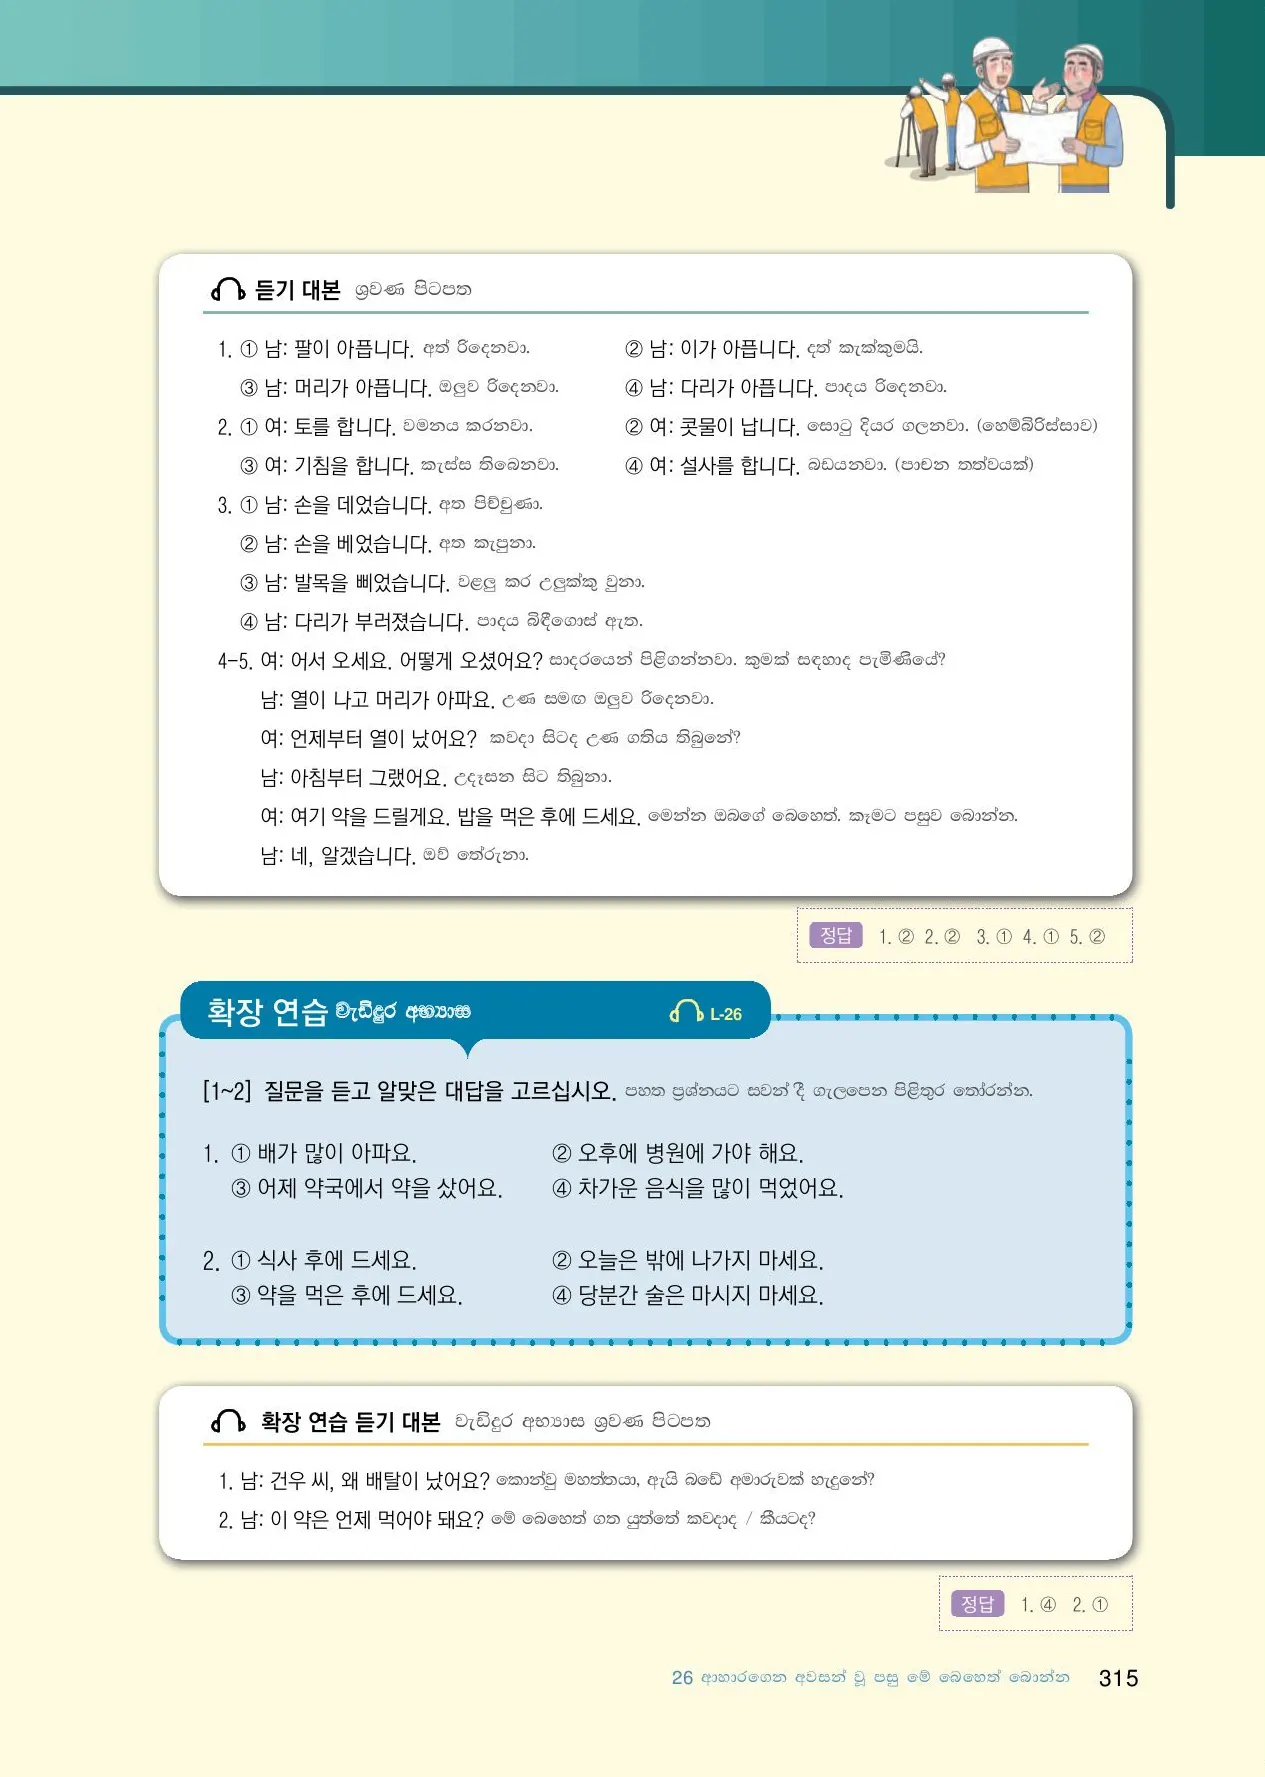 듣기 대본 ශ්‍රවණ පිටපත
1. ① 남: 팔이 아픕니다. අත් රිදෙනවා. ② 남: 이가 아픕니다. දත් කැක්කුමයි.
③ 남: 머리가 아픕니다. ඔලුව රිදෙනවා. ④ 남: 다리가 아픕니다. පාදය රිදෙනවා.
2. ① 여: 토를 합니다. වමනය කරනවා. ② 여: 콧물이 납니다. සොටු දියර ගලනවා. (හෙම්බිරිස්සාව)
③ 여: 기침을 합니다. කැස්ස තිබෙනවා. ④ 여: 설사를 합니다. බඩයනවා. (පාචන තත්වයක්)
3. ① 남: 손을 데었습니다. අත පිච්චුණා.
② 남: 손을 베었습니다. අත කැපුනා.
③ 남: 발목을 삐었습니다. වළලු කර උලුක්කු වුනා.
④ 남: 다리가 부러졌습니다. පාදය බිඳීගොස් ඇත.
4-5. 여: 어서 오세요. 어떻게 오셨어요? සාදරයෙන් පිළිගන්නවා. කුමක් සඳහාද පැමිණියේ?
남: 열이 나고 머리가 아파요. උණ සමඟ ඔලුව රිදෙනවා.
여: 언제부터 열이 났어요? කවදා සිටද උණ ගතිය තිබුනේ?
남: 아침부터 그랬어요. උදෑසන සිට තිබුනා.
여: 여기 약을 드릴게요. 밥을 먹은 후에 드세요. මෙන්න ඔබගේ බෙහෙත්. කෑමට පසුව බොන්න.
남: 네, 알겠습니다. ඔව් තේරුනා.
정답 1. ② 2. ② 3. ① 4. ① 5. ②
확장 연습 වැඩිදුර අභ්‍යාස L-26
[1~2] 질문을 듣고 알맞은 대답을 고르십시오. පහත ප්‍රශ්නයට සවන් දී ගැලපෙන පිළිතුර තෝරන්න.
1. ① 배가 많이 아파요. ② 오후에 병원에 가야 해요.
③ 어제 약국에서 약을 샀어요. ④ 차가운 음식을 많이 먹었어요.
2. ① 식사 후에 드세요. ② 오늘은 밖에 나가지 마세요.
③ 약을 먹은 후에 드세요. ④ 당분간 술은 마시지 마세요.
확장 연습 듣기 대본 වැඩිදුර අභ්‍යාස ශ්‍රවණ පිටපත
1. 남: 건우 씨, 왜 배탈이 났어요? කොන්වු මහත්තයා, ඇයි බඩේ අමාරුවක් හැදුනේ?
2. 남: 이 약은 언제 먹어야 돼요? මේ බෙහෙත් ගත යුත්තේ කවදාද / කීයටද?
정답 1. ④ 2. ①
26 ආහාරගෙන අවසන් වූ පසු මේ බෙහෙත් බොන්න 315